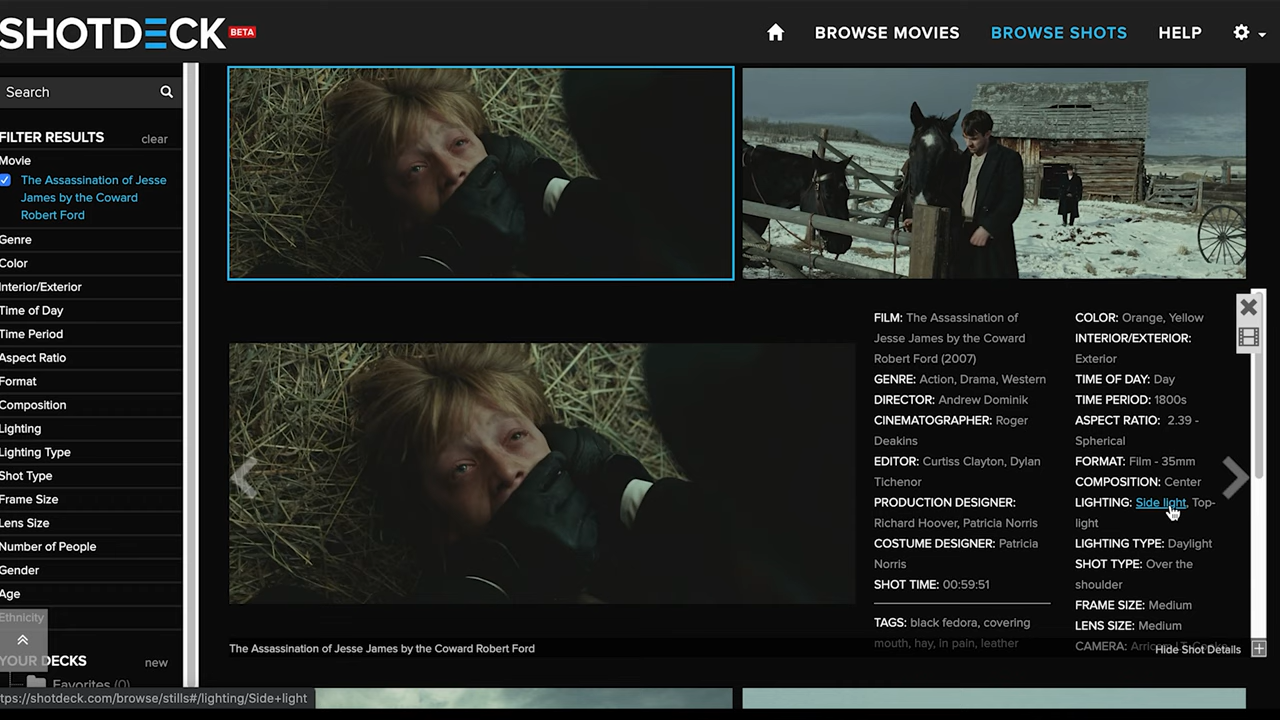 SHOTDECK BETA
BROWSE MOVIES
BROWSE SHOTS
HELP
Search
FILTER RESULTS
clear
Movie
The Assassination of Jesse
James by the Coward
Robert Ford
Genre
Color
Interior/Exterior
Time of Day
Time Period
Aspect Ratio
Format
Composition
Lighting
Lighting Type
Shot Type
Frame Size
Lens Size
Number of People
Gender
Age
Ethnicity
YOUR DECKS
new
Favorites (0)
FILM: The Assassination of
Jesse James by the Coward
Robert Ford (2007)
GENRE: Action, Drama, Western
DIRECTOR: Andrew Dominik
CINEMATOGRAPHER: Roger
Deakins
EDITOR: Curtiss Clayton, Dylan
Tichenor
PRODUCTION DESIGNER:
Richard Hoover, Patricia Norris
COSTUME DESIGNER: Patricia
Norris
SHOT TIME: 00:59:51
TAGS: black fedora, covering
mouth, hay, in pain, leather
COLOR: Orange, Yellow
INTERIOR/EXTERIOR:
Exterior
TIME OF DAY: Day
TIME PERIOD: 1800s
ASPECT RATIO: 2.39 -
Spherical
FORMAT: Film - 35mm
COMPOSITION: Center
LIGHTING: Side light, Top-
light
LIGHTING TYPE: Daylight
SHOT TYPE: Over the
shoulder
FRAME SIZE: Medium
LENS SIZE: Medium
CAMERA:
Hide Shot Details
The Assassination of Jesse James by the Coward Robert Ford
tps://shotdeck.com/browse/stills#/lighting/Side+light